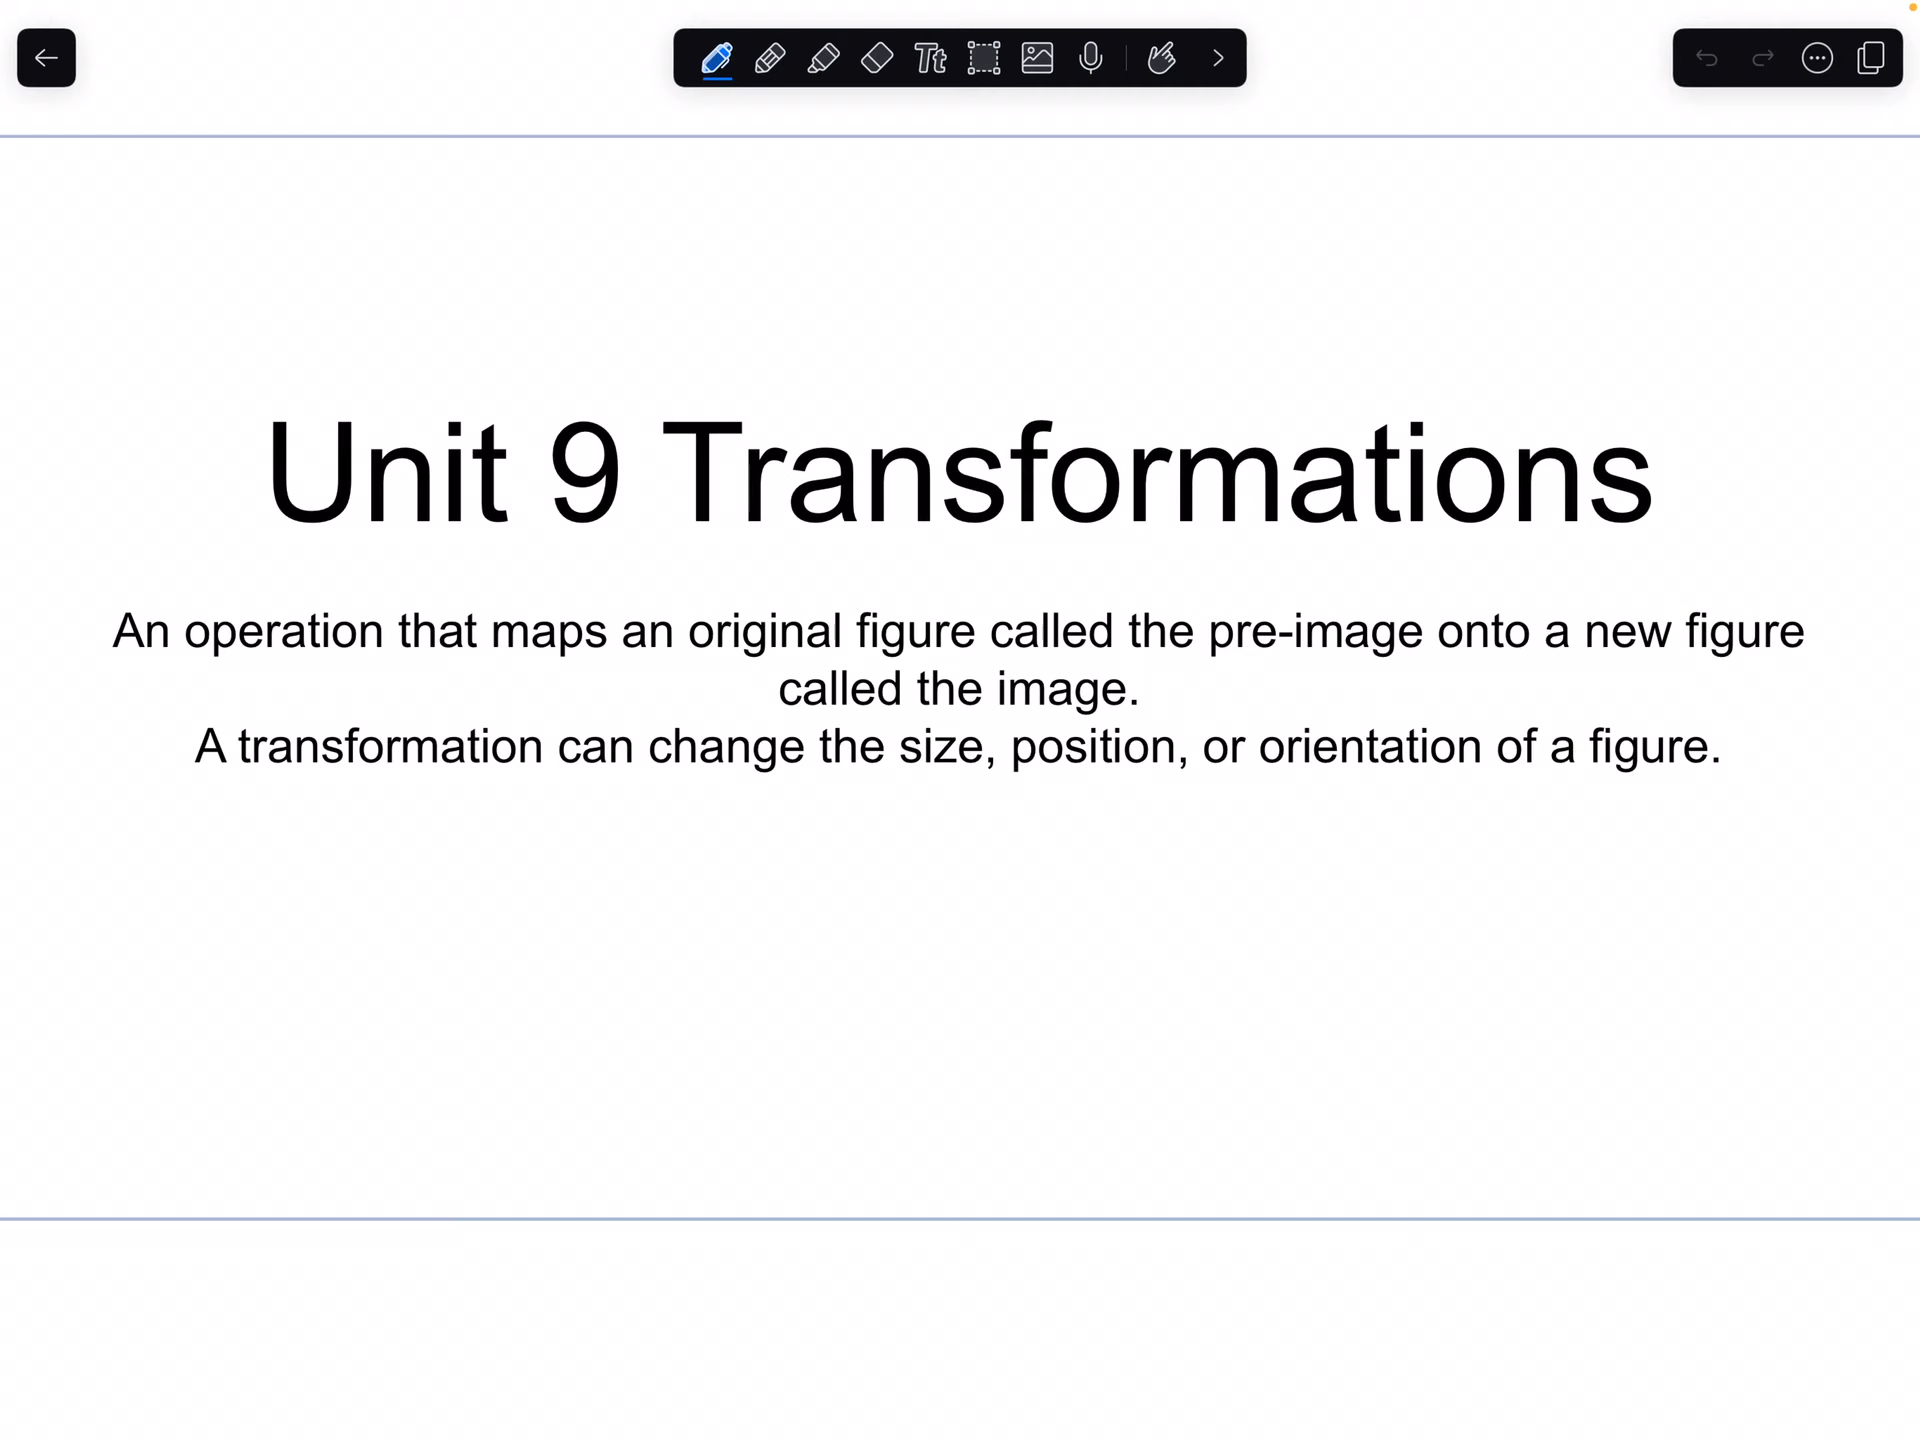 Tt
Unit 9 Transformations
An operation that maps an original figure called the pre-image onto a new figure
called the image.
A transformation can change the size, position, or orientation of a figure.